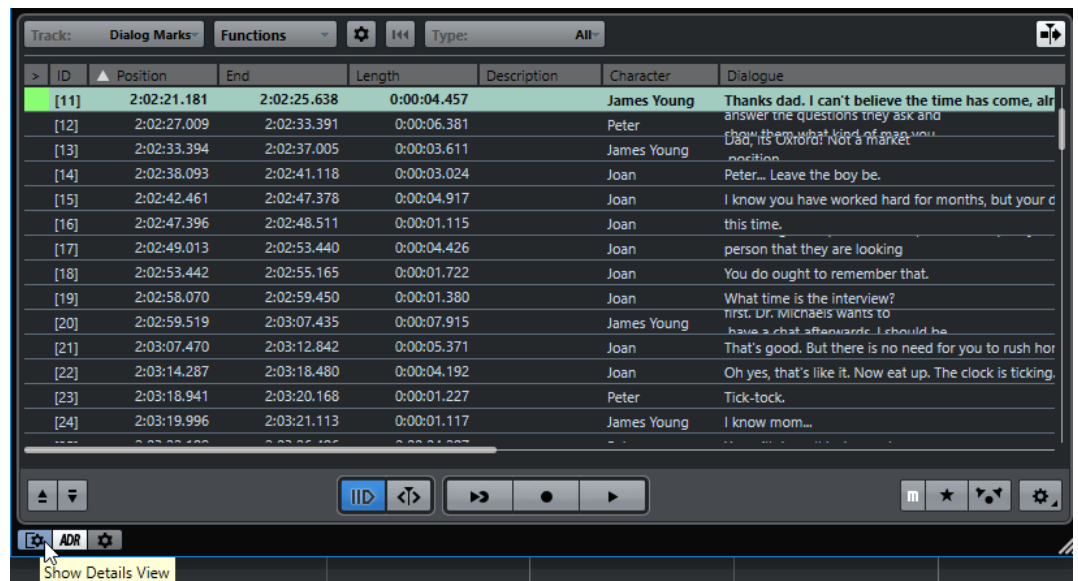 Track: Dialog Marks Functions Type: All
> ID Position End Length Description Character Dialogue
[11] 2:02:21.181 2:02:25.638 0:00:04.457 James Young Thanks dad. I can't believe the time has come, alr
[12] 2:02:27.009 2:02:33.391 0:00:06.381 Peter answer the questions they ask and
show them what kind of man you
[13] 2:02:33.394 2:02:37.005 0:00:03.611 James Young Dad, its Oxford! Not a market
position
[14] 2:02:38.093 2:02:41.118 0:00:03.024 Joan Peter... Leave the boy be.
[15] 2:02:42.461 2:02:47.378 0:00:04.917 Joan I know you have worked hard for months, but your d
[16] 2:02:47.396 2:02:48.511 0:00:01.115 Joan this time.
[17] 2:02:49.013 2:02:53.440 0:00:04.426 Joan person that they are looking
[18] 2:02:53.442 2:02:55.165 0:00:01.722 Joan You do ought to remember that.
[19] 2:02:58.070 2:02:59.450 0:00:01.380 Joan What time is the interview?
[20] 2:02:59.519 2:03:07.435 0:00:07.915 James Young first. Dr. Michaels wants to
have a chat afterwards. I should be
[21] 2:03:07.470 2:03:12.842 0:00:05.371 Joan That's good. But there is no need for you to rush hor
[22] 2:03:14.287 2:03:18.480 0:00:04.192 Joan Oh yes, that's like it. Now eat up. The clock is ticking.
[23] 2:03:18.941 2:03:20.168 0:00:01.227 Peter Tick-tock.
[24] 2:03:19.996 2:03:21.113 0:00:01.117 James Young I know mom...
m
ADR
Show Details View